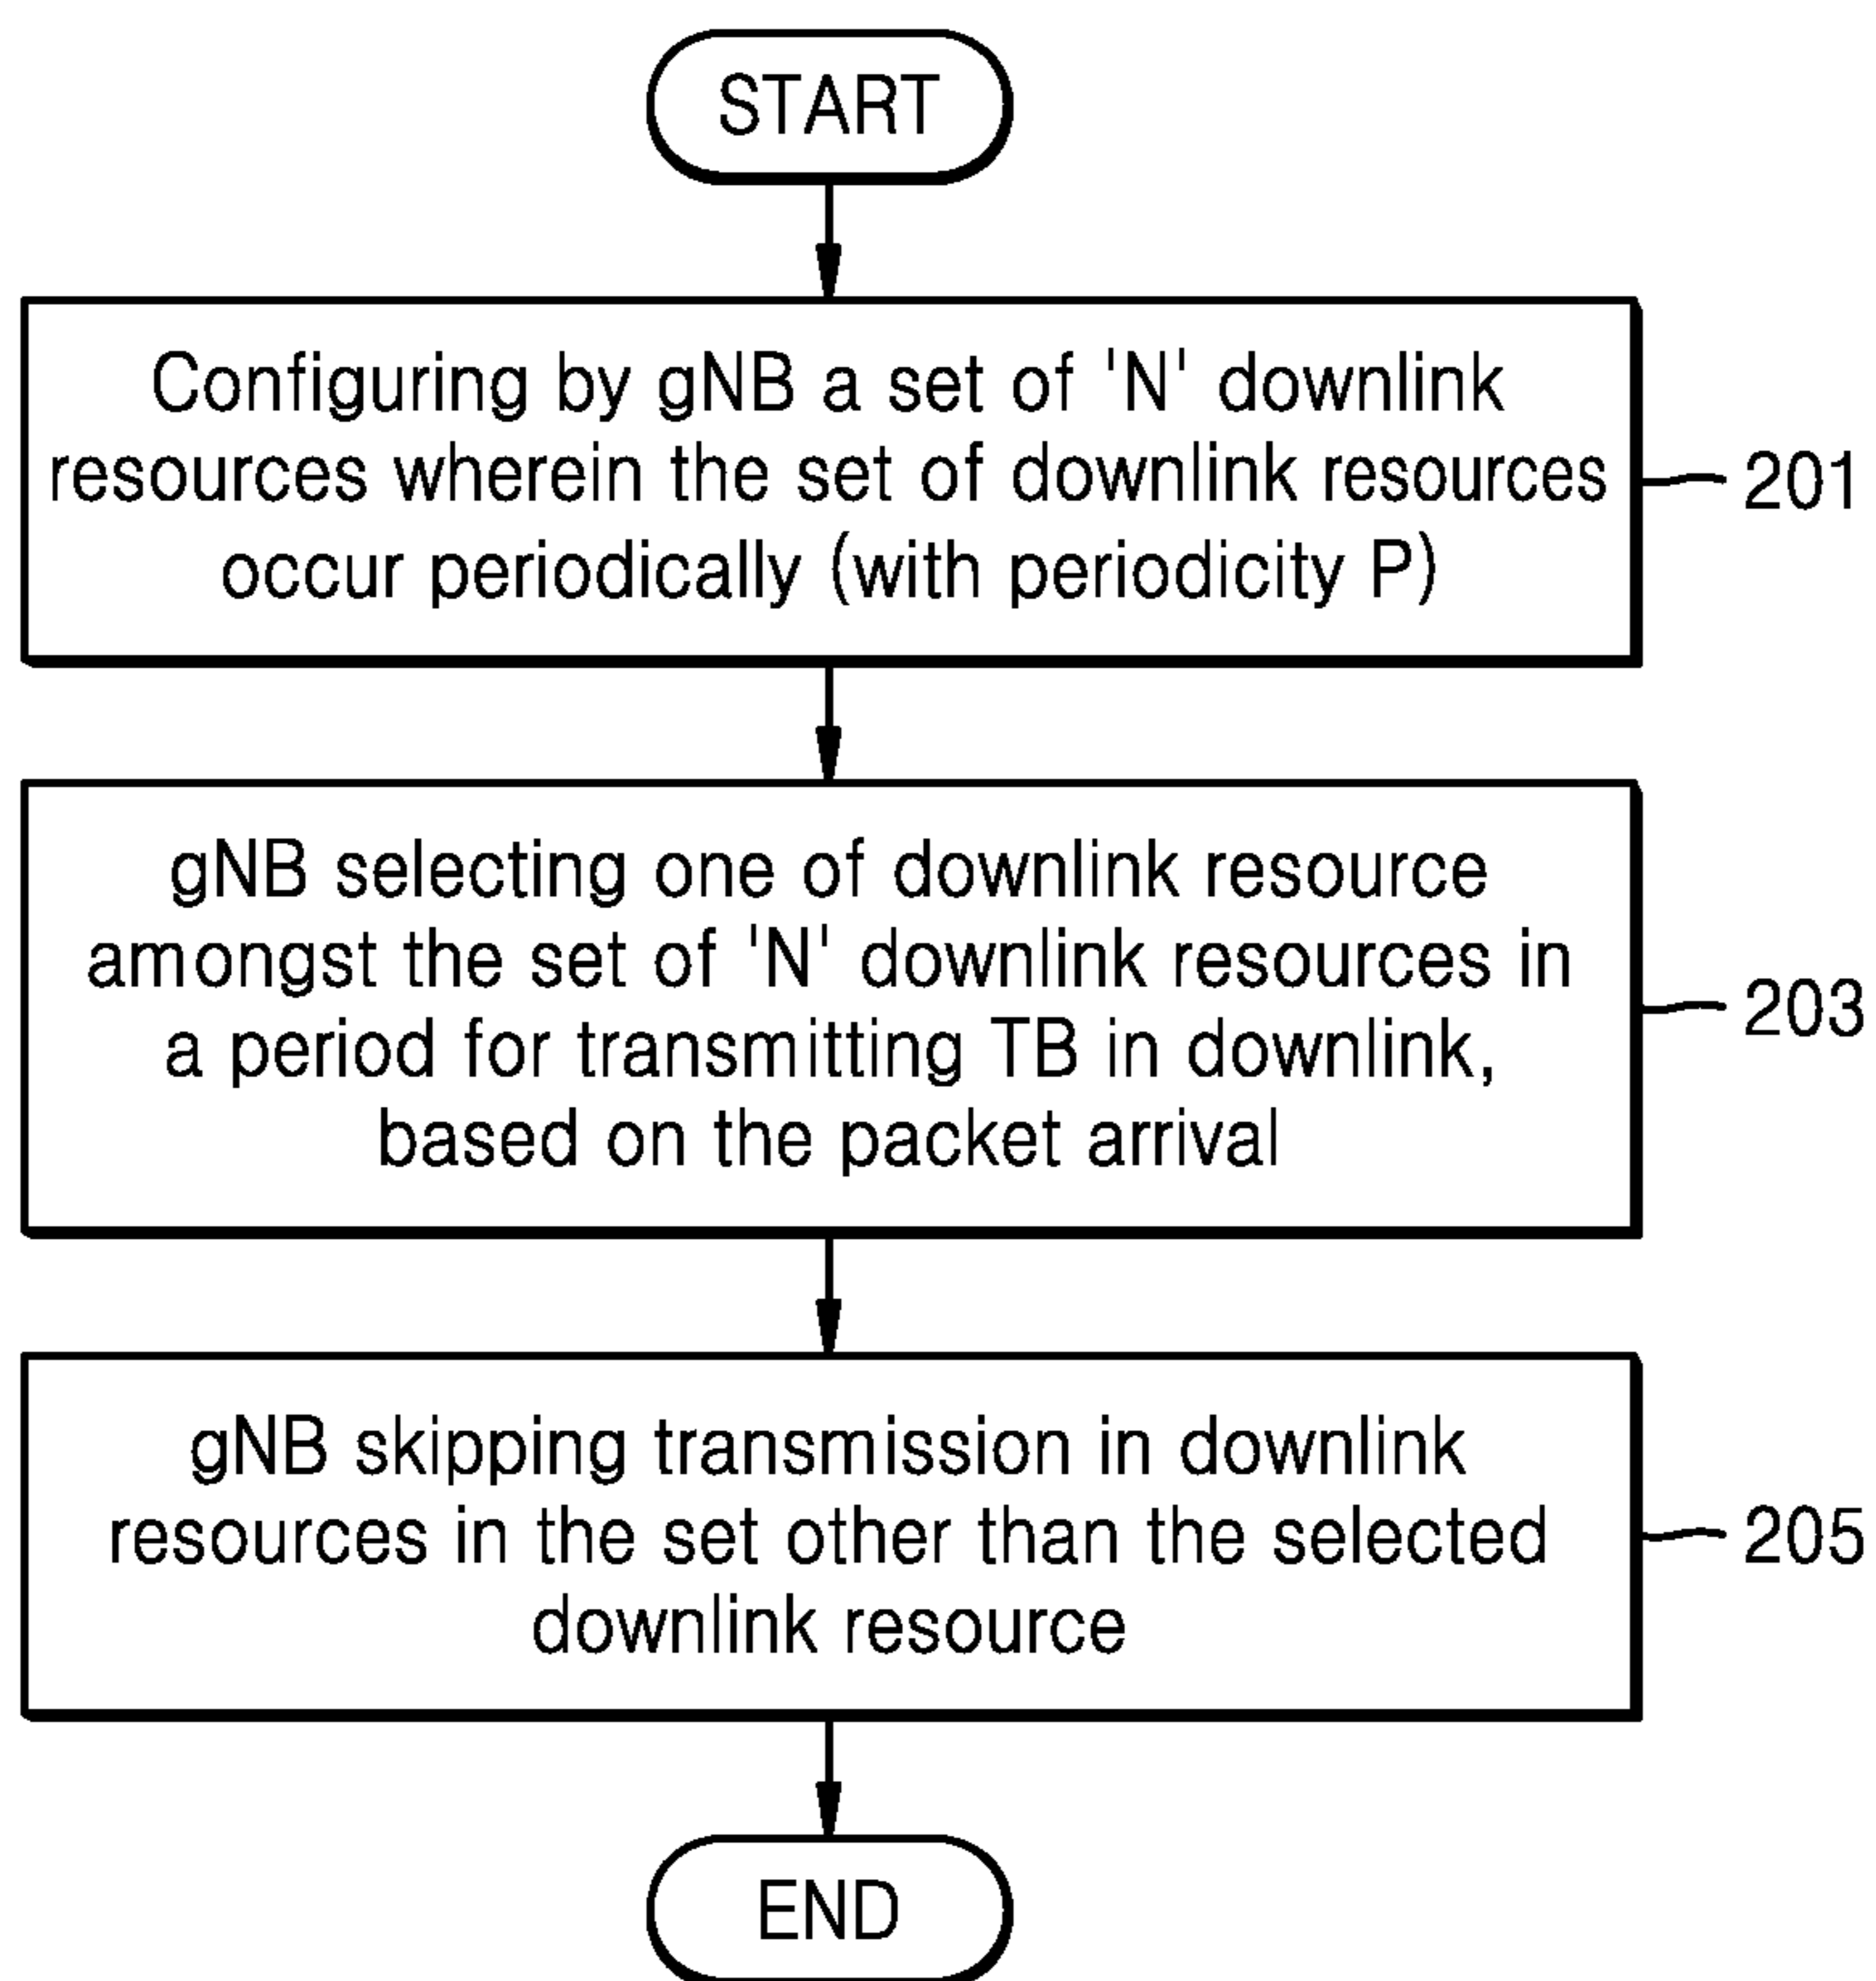 START
Configuring by gNB a set of 'N' downlink
resources wherein the set of downlink resources
occur periodically (with periodicity P)
201
gNB selecting one of downlink resource
amongst the set of 'N' downlink resources in
a period for transmitting TB in downlink,
based on the packet arrival
203
gNB skipping transmission in downlink
resources in the set other than the selected
downlink resource
205
END